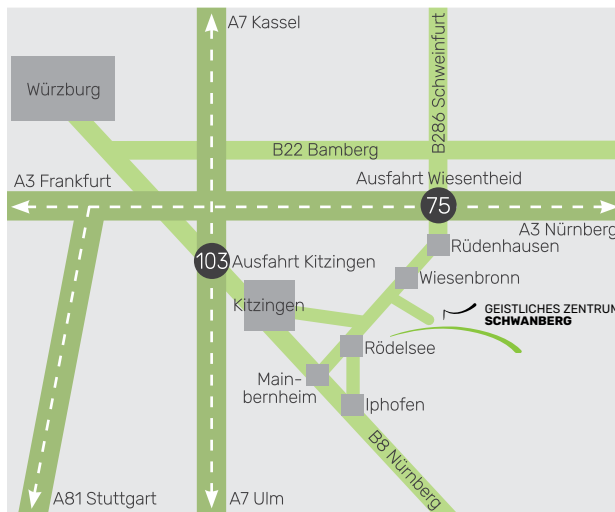 A7 Kassel
B286 Schweinfurt
Würzburg
B22 Bamberg
A3 Frankfurt
Ausfahrt Wiesentheid
75
A3 Nürnberg
Rüdenhausen
103
Ausfahrt Kitzingen
Wiesenbronn
Kitzingen
GEISTLICHES ZENTRUM
SCHWANBERG
Rödelsee
Main-
bernheim
Iphofen
B8 Nürnberg
A81 Stuttgart
A7 Ulm